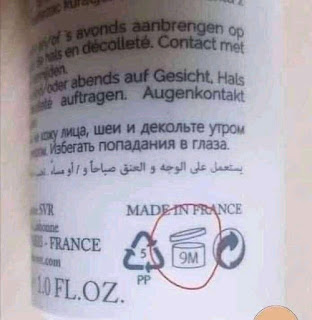 's avonds aanbrengen op
hals en décolleté. Contact met
oder abends auf Gesicht, Hals
auftragen. Augenkontakt
кожу лица, шеи и декольте утром
Избегать попадания в глаза.
يستعمل على الوجه و العنق صباحاً و / أو مساءً
SVR
MADE IN FRANCE
- FRANCE
.com
5
PP
9M
1.0 FL.OZ.